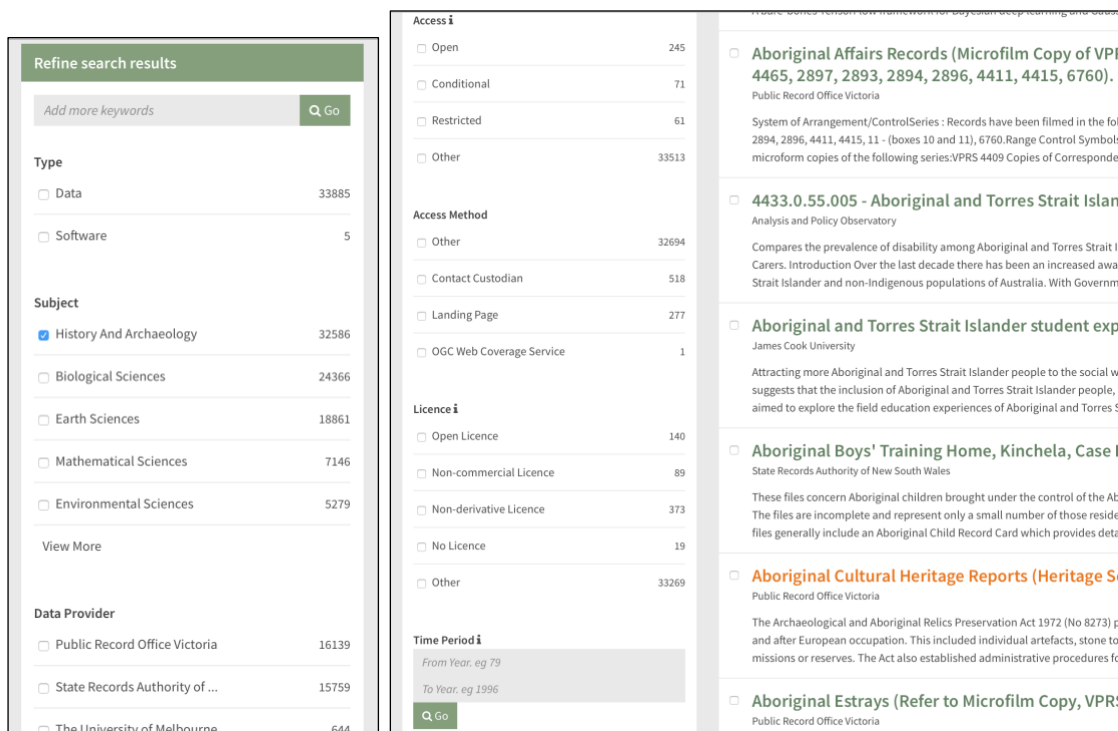 Refine search results
Add more keywords
Go
Type
Data 33885
Software 5
Subject
History And Archaeology 32586
Biological Sciences 24366
Earth Sciences 18861
Mathematical Sciences 7146
Environmental Sciences 5279
View More
Data Provider
Public Record Office Victoria 16139
State Records Authority of ... 15759
The University of Melbourne 644
Access i
Open 245
Conditional 71
Restricted 61
Other 33513
Access Method
Other 32694
Contact Custodian 518
Landing Page 277
OGC Web Coverage Service 1
Licence i
Open Licence 140
Non-commercial Licence 89
Non-derivative Licence 373
No Licence 19
Other 33269
Time Period i
From Year. eg 79
To Year. eg 1996
Go
Aboriginal Affairs Records (Microfilm Copy of
4465, 2897, 2893, 2894, 2896, 4411, 4415, 6760).
Public Record Office Victoria
System of Arrangement/ControlSeries : Records have been filmed in the
2894, 2896, 4411, 4415, 11 - (boxes 10 and 11), 6760.Range Control Symbols
microform copies of the following series:VPRS 4409 Copies of
4433.0.55.005 - Aboriginal and Torres Strait
Analysis and Policy Observatory
Compares the prevalence of disability among Aboriginal and Torres Strait
Carers. Introduction Over the last decade there has been an increased
Strait Islander and non-Indigenous populations of Australia. With
Aboriginal and Torres Strait Islander student
James Cook University
Attracting more Aboriginal and Torres Strait Islander people to the social
suggests that the inclusion of Aboriginal and Torres Strait Islander people,
aimed to explore the field education experiences of Aboriginal and Torres
Aboriginal Boys' Training Home, Kinchela, Case
State Records Authority of New South Wales
These files concern Aboriginal children brought under the control of the
The files are incomplete and represent only a small number of those
files generally include an Aboriginal Child Record Card which provides
Aboriginal Cultural Heritage Reports (Heritage
Public Record Office Victoria
The Archaeological and Aboriginal Relics Preservation Act 1972 (No 8273)
and after European occupation. This included individual artefacts, stone
missions or reserves. The Act also established administrative procedures
Aboriginal Estrays (Refer to Microfilm Copy,
Public Record Office Victoria